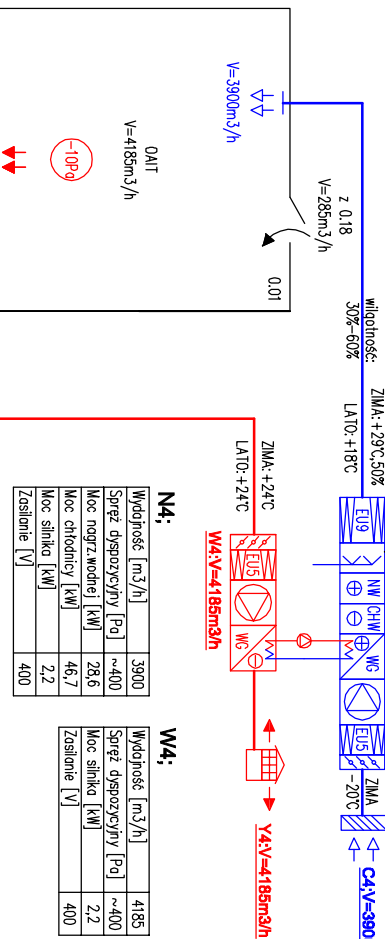 OAIT
V=4185m3/h
-10Pa
V=3900m3/h
z 0.18
V=285m3/h
0.01
wilgotność:
30%-60%
ZIMA: +29°C,50%
LATO: +18°C
EU9
NW
CHW
WG
EU5
ZIMA
-20°C
C4;V=390
ZIMA: +24°C
LATO: +24°C
EU5
WG
W4:V=4185m3/h
Y4:V=4185m3/h
N4;
Wydajność [m3/h] 3900
Spręż dyspozycyjny [Pa] ~400
Moc nagrz.wodnej [kW] 28,6
Moc chłodnicy [kW] 46,7
Moc silnika [kW] 2,2
Zasilanie [V] 400
W4;
Wydajność [m3/h] 4185
Spręż dyspozycyjny [Pa] ~400
Moc silnika [kW] 2,2
Zasilanie [V] 400